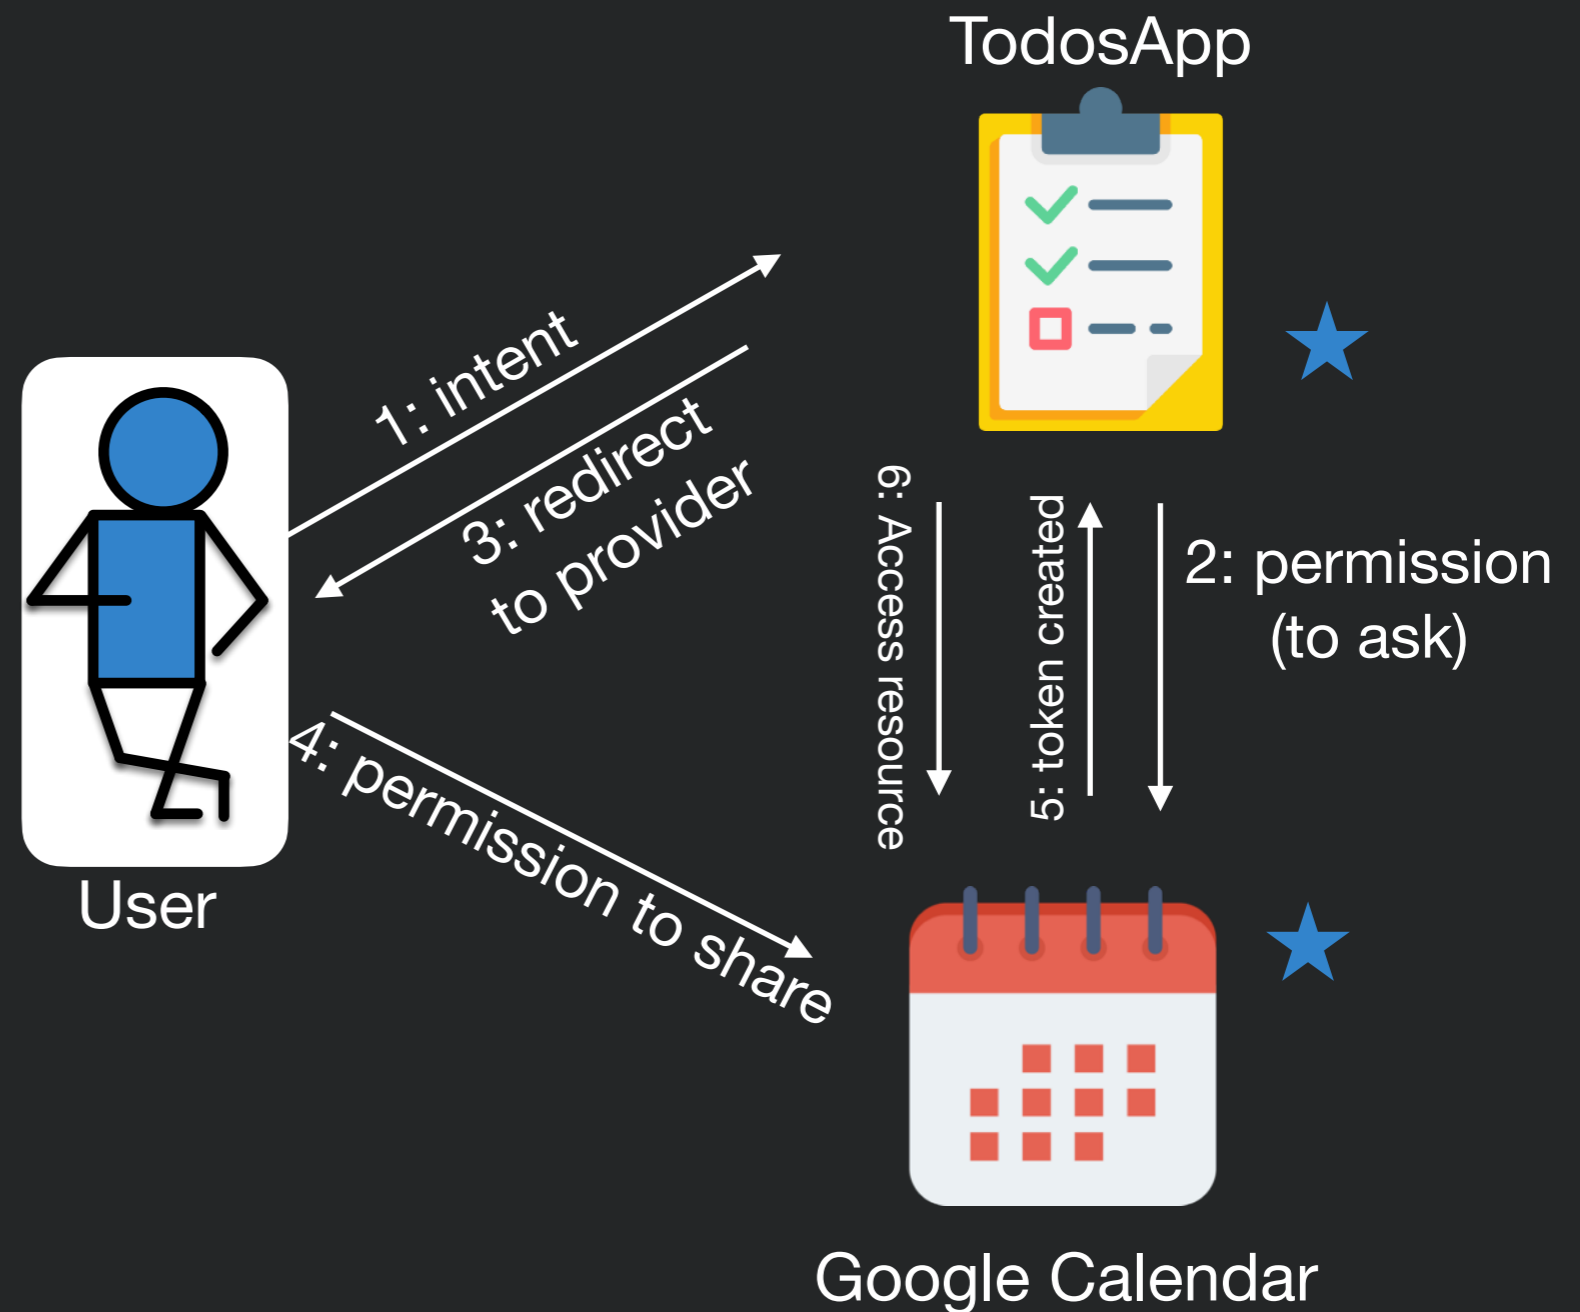 TodosApp
1: intent
3: redirect
to provider
6: Access resource
5: token created
2: permission
(to ask)
4: permission to share
User
Google Calendar